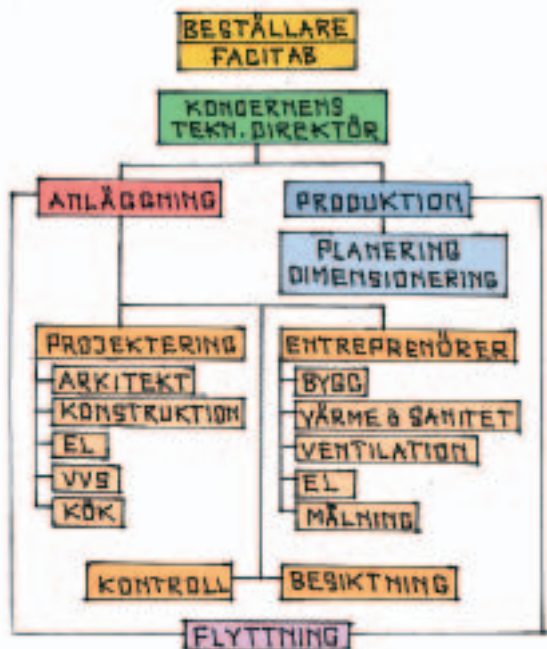 BESTÄLLARE
FACITAB
KONCERNENS
TEKN. DIREKTÖR
ANLÄGGNING
PRODUKTION
PLANERING
DIMENSIONERING
PROJEKTERING
ARKITEKT
KONSTRUKTION
EL
VVS
KÖK
ENTREPRENÖRER
BYGG
VÄRME & SANITET
VENTILATION
EL
MÅLNING
KONTROLL
BESIKTNING
FLYTTNING